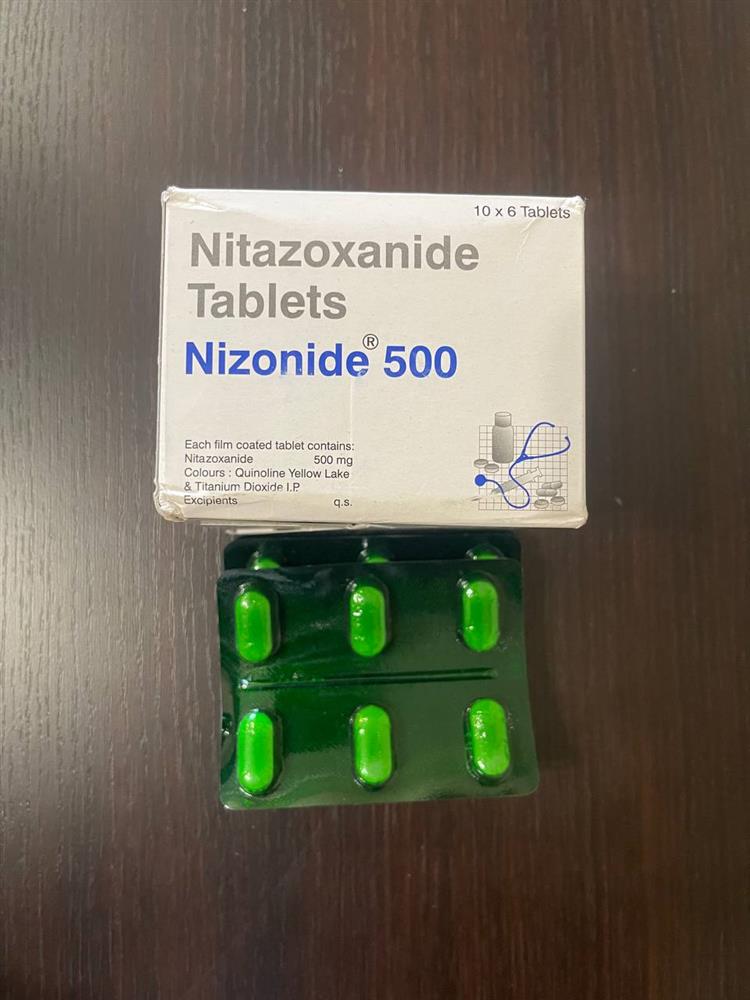 10 x 6 Tablets
Nitazoxanide
Tablets
Nizonide® 500
Each film coated tablet contains:
Nitazoxanide 500 mg
Colours : Quinoline Yellow Lake
& Titanium Dioxide I.P.
Excipients q.s.